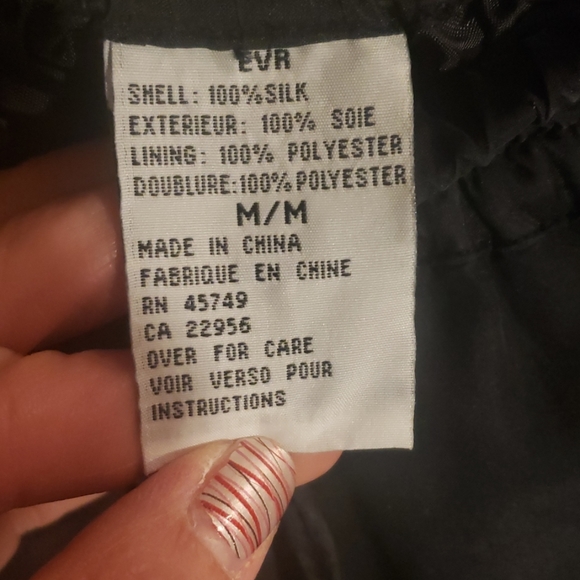 EVR
SHELL: 100%SILK
EXTERIEUR: 100% SOIE
LINING: 100% POLYESTER
DOUBLURE:100%POLYESTER
M/M
MADE IN CHINA
FABRIQUE EN CHINE
RN 45749
CA 22956
OVER FOR CARE
VOIR VERSO POUR
INSTRUCTIONS